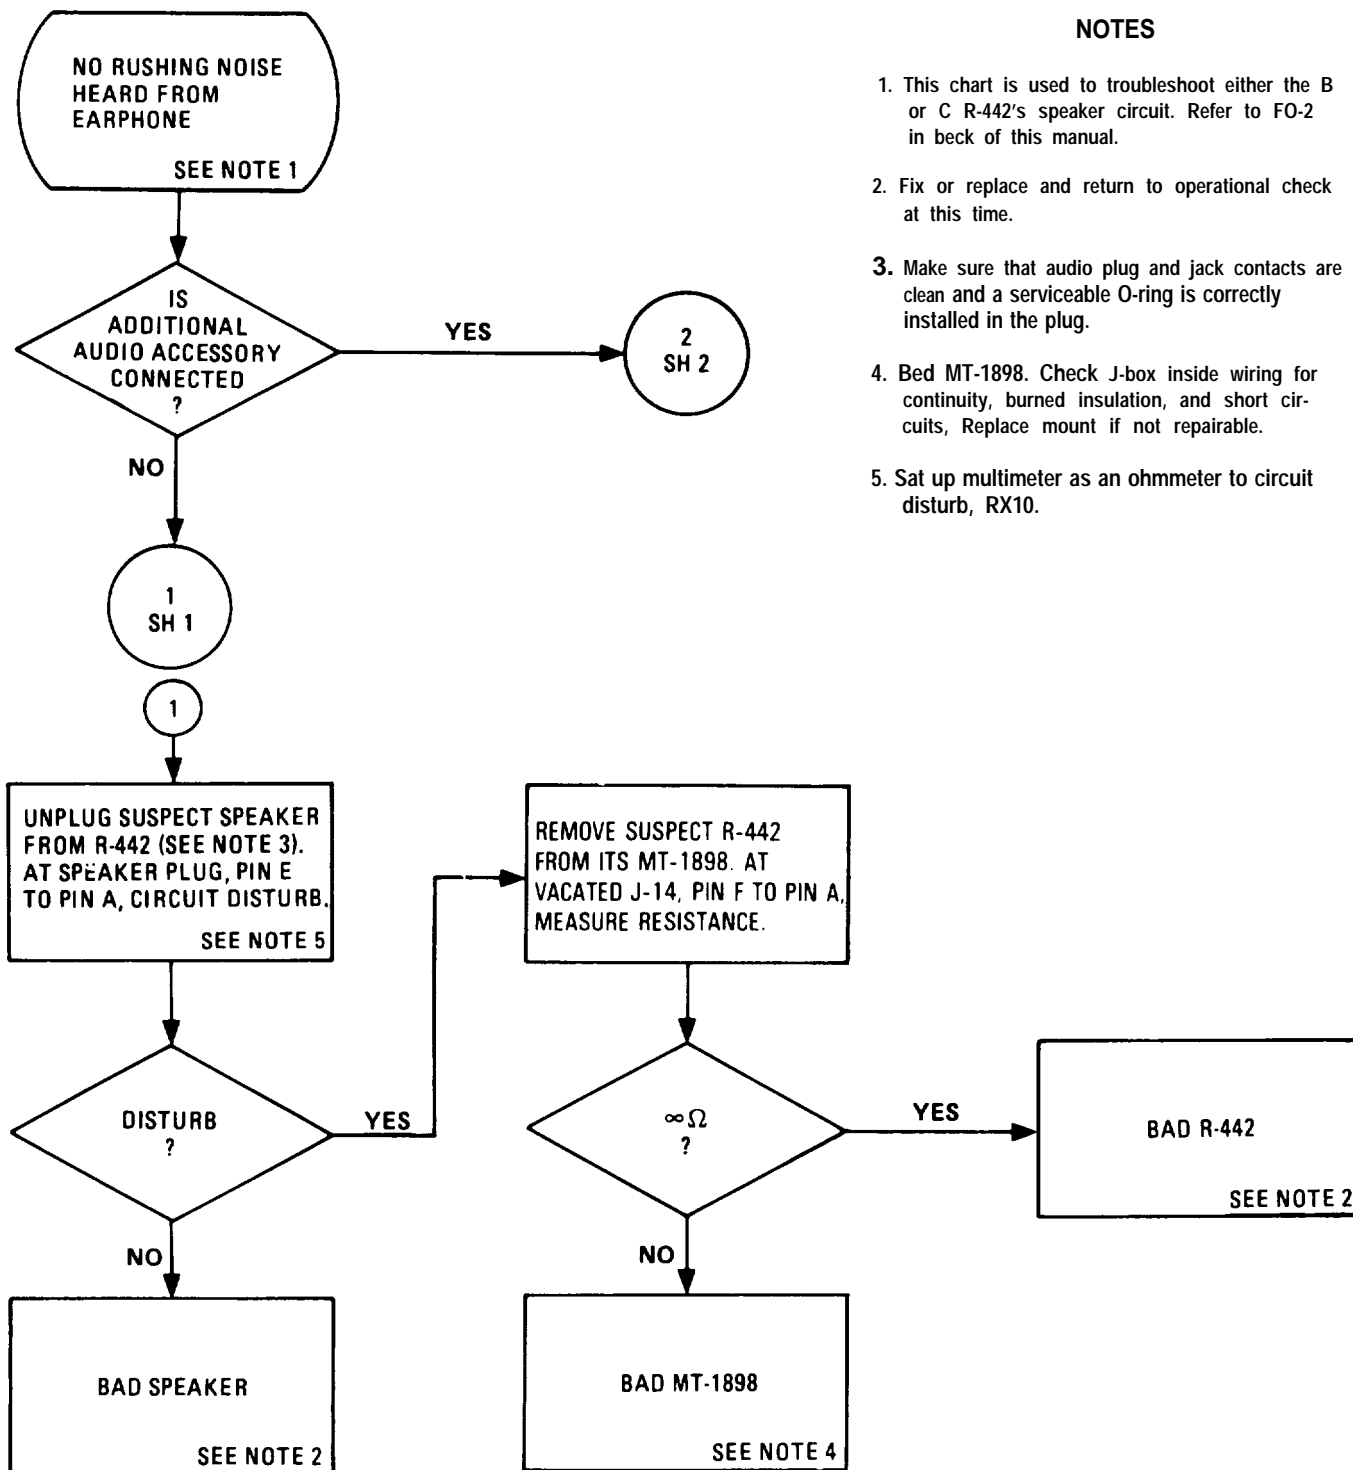 NO RUSHING NOISE
HEARD FROM
EARPHONE
SEE NOTE 1
IS
ADDITIONAL
AUDIO ACCESSORY
CONNECTED
?
YES
2
SH 2
NO
1
SH 1
1
UNPLUG SUSPECT SPEAKER
FROM R-442 (SEE NOTE 3).
AT SPEAKER PLUG, PIN E
TO PIN A, CIRCUIT DISTURB.
SEE NOTE 5
DISTURB
?
YES
NO
BAD SPEAKER
SEE NOTE 2
REMOVE SUSPECT R-442
FROM ITS MT-1898. AT
VACATED J-14, PIN F TO PIN A,
MEASURE RESISTANCE.
∞Ω
?
YES
NO
BAD MT-1898
SEE NOTE 4
BAD R-442
SEE NOTE 2
NOTES
1. This chart is used to troubleshoot either the B
or C R-442's speaker circuit. Refer to FO-2
in beck of this manual.
2. Fix or replace and return to operational check
at this time.
3. Make sure that audio plug and jack contacts are
clean and a serviceable O-ring is correctly
installed in the plug.
4. Bed MT-1898. Check J-box inside wiring for
continuity, burned insulation, and short cir-
cuits, Replace mount if not repairable.
5. Sat up multimeter as an ohmmeter to circuit
disturb, RX10.